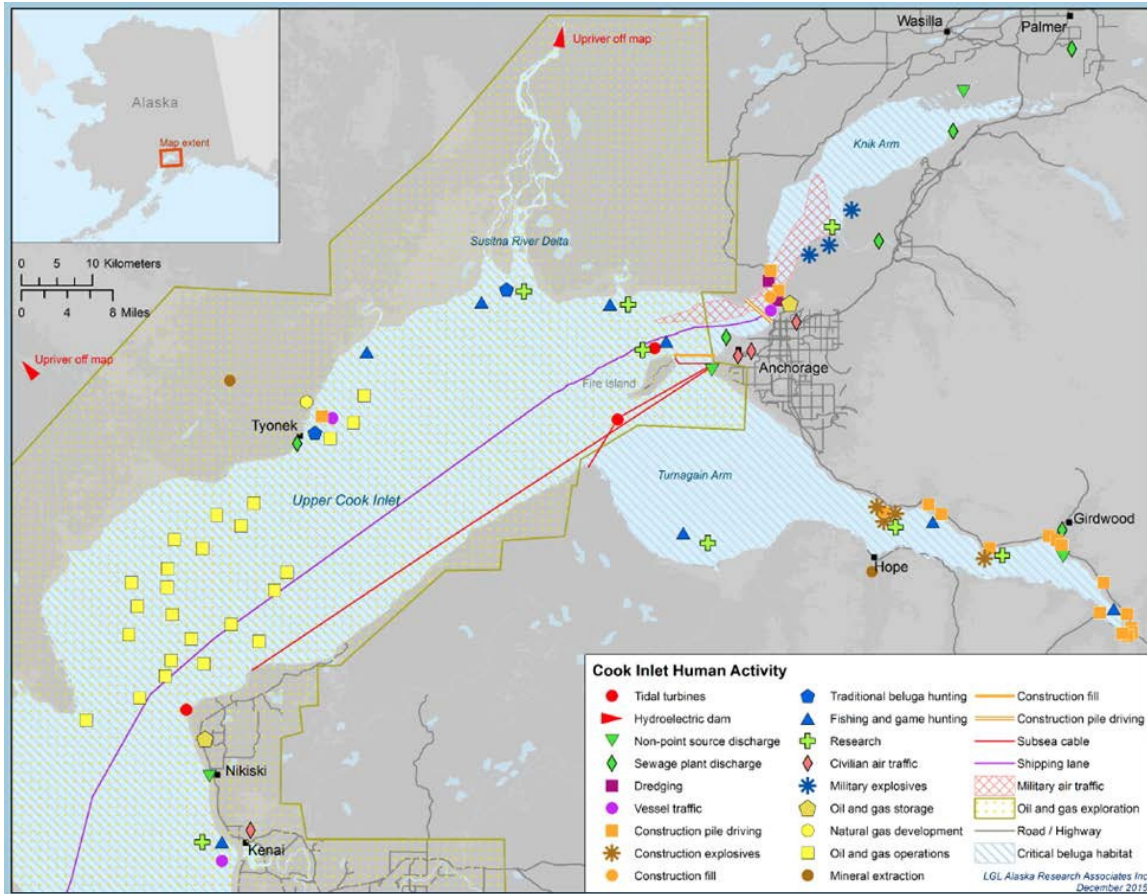 Alaska
Map extent
0 5 10 Kilometers
0 4 8 Miles
Upriver off map
Wasilla
Palmer
Knik Arm
Susitna River Delta
Upriver off map
Anchorage
Fire Island
Tyonek
Upper Cook Inlet
Turnagain Arm
Girdwood
Hope
Nikiski
Kenai
Cook Inlet Human Activity
Tidal turbines
Hydroelectric dam
Non-point source discharge
Sewage plant discharge
Dredging
Vessel traffic
Construction pile driving
Construction explosives
Construction fill
Traditional beluga hunting
Fishing and game hunting
Research
Civilian air traffic
Military explosives
Oil and gas storage
Natural gas development
Oil and gas operations
Mineral extraction
Construction fill
Construction pile driving
Subsea cable
Shipping lane
Military air traffic
Oil and gas exploration
Road / Highway
Critical beluga habitat
LGL Alaska Research Associates Inc